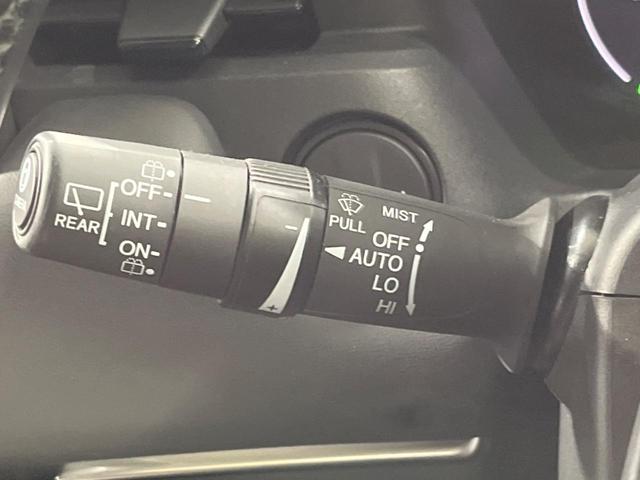 OFF-
REAR
INT-
ON-
−
+
PULL
MIST
OFF
AUTO
LO
HI